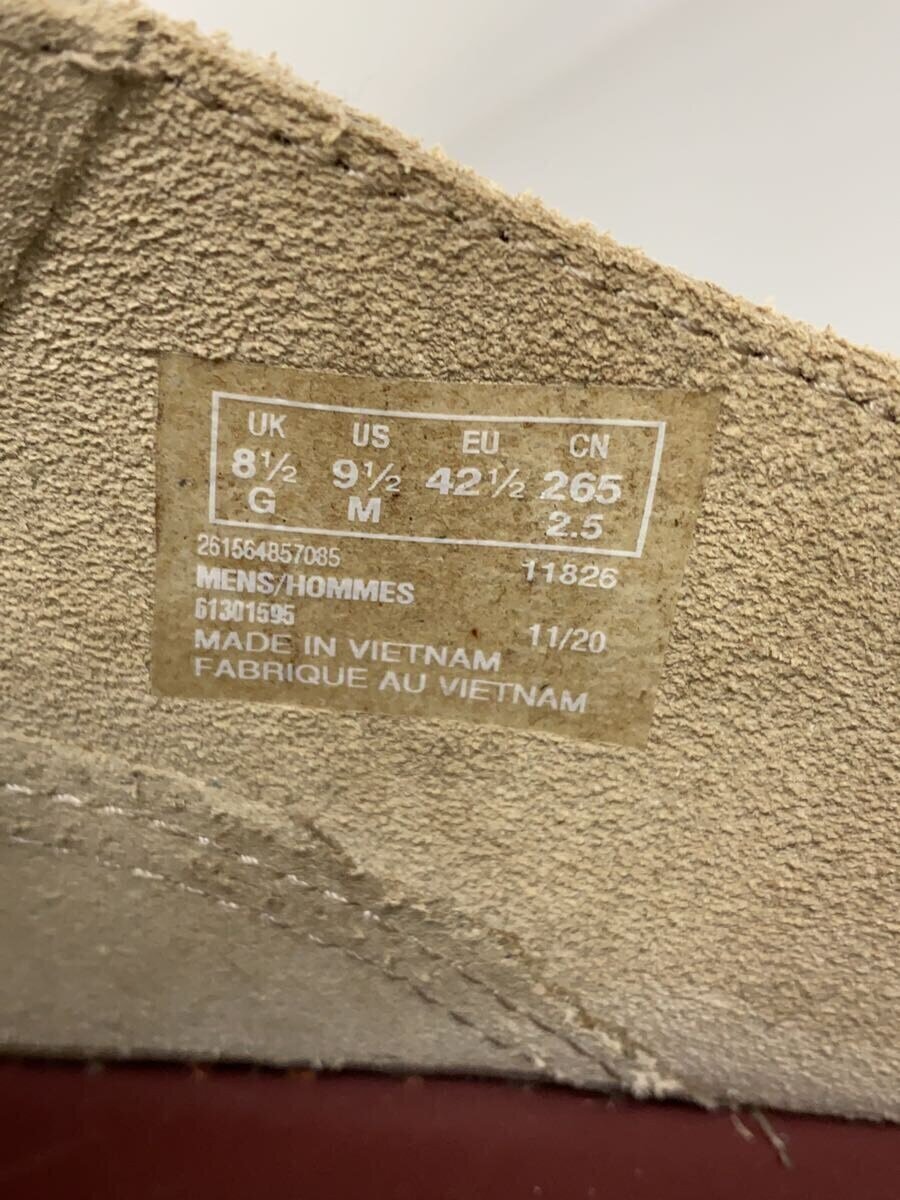 UK US EU CN
8½ 9½ 42½ 265
G M 2.5
261564857085 11826
MENS/HOMMES
61301595 11/20
MADE IN VIETNAM
FABRIQUE AU VIETNAM